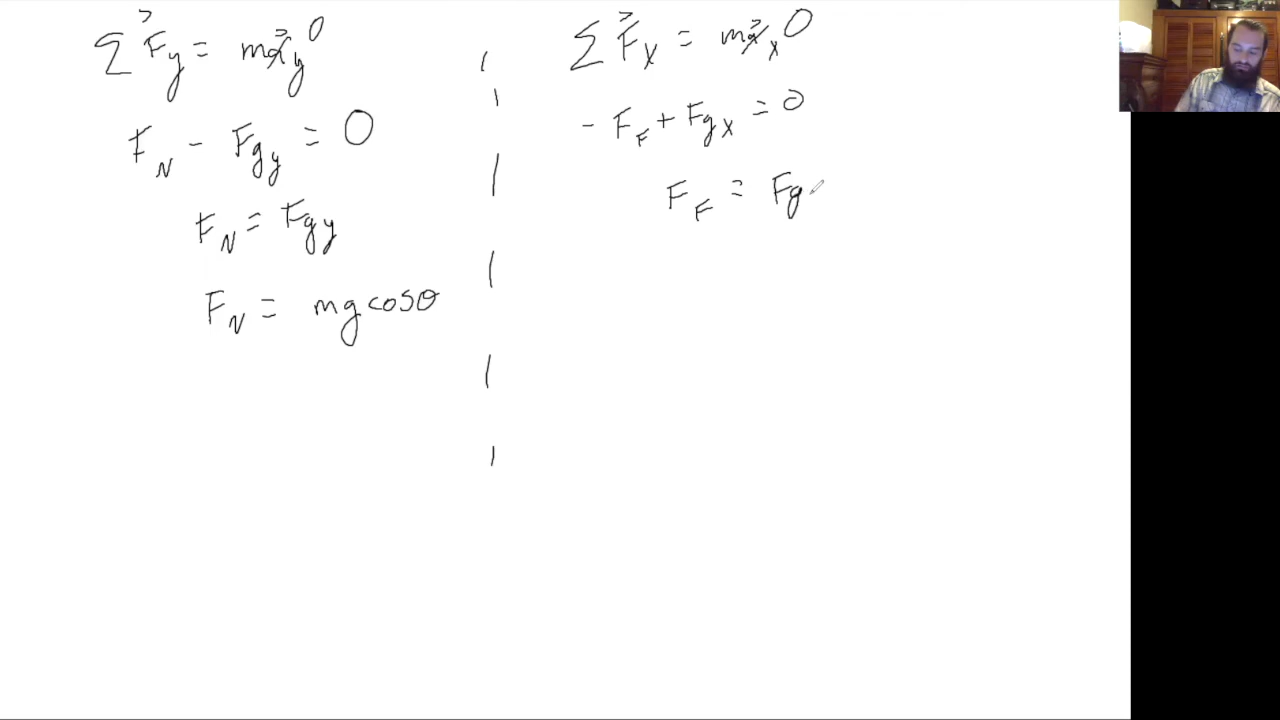 ΣF⃗y = ma⃗y 0
FN - Fgy = 0
FN = Fgy
FN = mg cosθ
ΣF⃗x = ma⃗x 0
- FF + Fgx = 0
FF = Fg